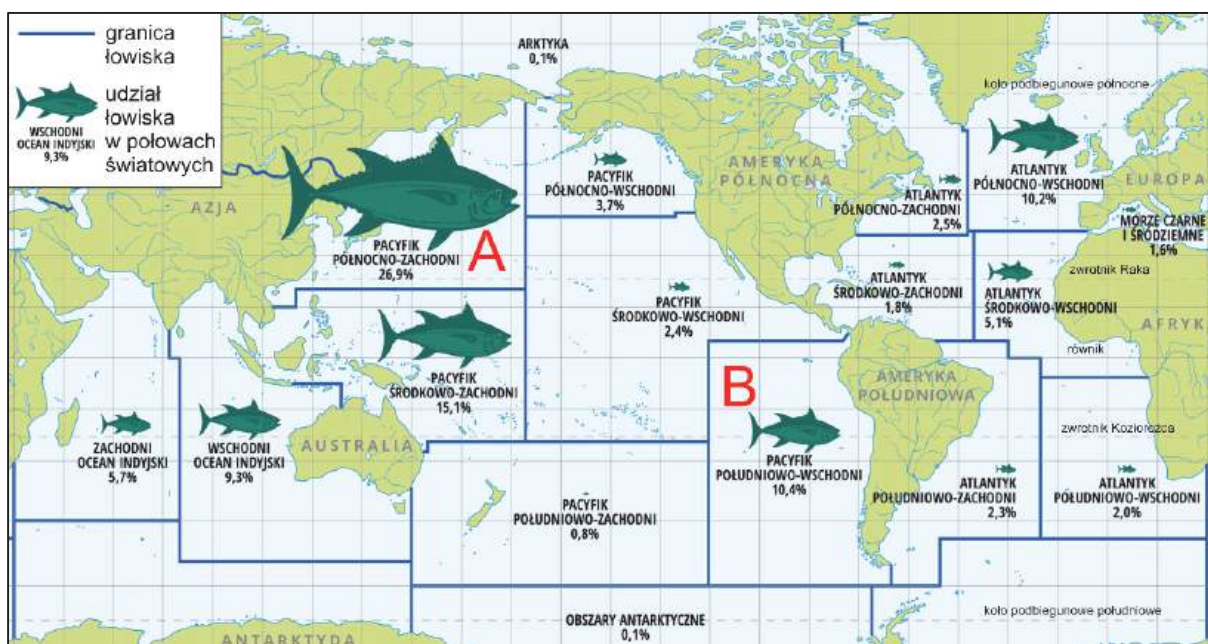 granica
łowiska
udział
łowiska
w połowach
światowych
WSCHODNI
OCEAN INDYJSKI
9,3%
ARKTYKA
0,1%
koło podbiegunowe północne
AZJA
AMERYKA
PÓŁNOCNA
EUROPA
PACYFIK
PÓŁNOCNO-WSCHODNI
3,7%
ATLANTYK
PÓŁNOCNO-ZACHODNI
2,5%
ATLANTYK
PÓŁNOCNO-WSCHODNI
10,2%
MORZE CZARNE
I ŚRÓDZIEMNE
1,6%
PACYFIK
PÓŁNOCNO-ZACHODNI
26,9%
A
zwrotnik Raka
PACYFIK
ŚRODKOWO-WSCHODNI
2,4%
ATLANTYK
ŚRODKOWO-ZACHODNI
1,8%
ATLANTYK
ŚRODKOWO-WSCHODNI
5,1%
AFRYK
równik
PACYFIK
ŚRODKOWO-ZACHODNI
15,1%
B
AMERYKA
POŁUDNIOWA
zwrotnik Koziorożca
ZACHODNI
OCEAN INDYJSKI
5,7%
WSCHODNI
OCEAN INDYJSKI
9,3%
AUSTRALIA
PACYFIK
POŁUDNIOWO-WSCHODNI
10,4%
ATLANTYK
POŁUDNIOWO-ZACHODNI
2,3%
ATLANTYK
POŁUDNIOWO-WSCHODNI
2,0%
PACYFIK
POŁUDNIOWO-ZACHODNI
0,8%
OBSZARY ANTARKTYCZNE
0,1%
koło podbiegunowe południowe
ANTARKTYDA